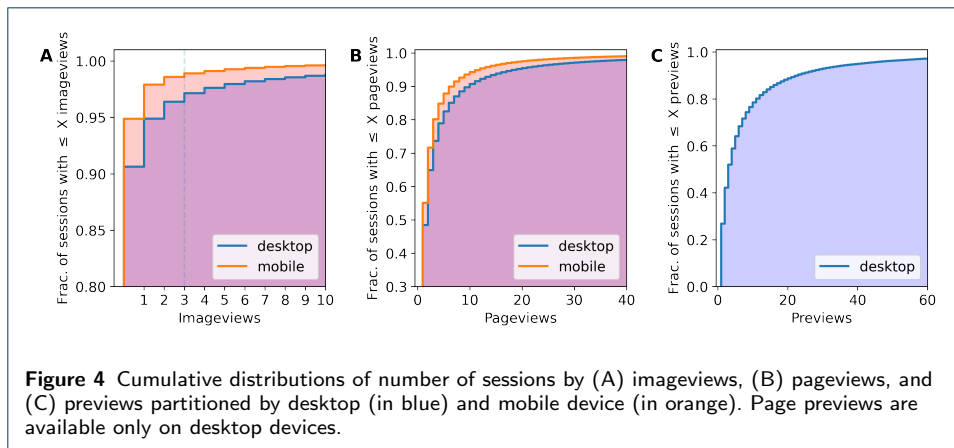 A
Frac. of sessions with ≤ X imageviews
1.00
0.95
0.90
0.85
0.80
desktop
mobile
1 2 3 4 5 6 7 8 9 10
Imageviews
B
Frac. of sessions with ≤ X pageviews
1.0
0.9
0.8
0.7
0.6
0.5
0.4
0.3
desktop
mobile
0 10 20 30 40
Pageviews
C
Frac. of sessions with ≤ X previews
1.0
0.8
0.6
0.4
0.2
0.0
desktop
0 20 40 60
Previews
Figure 4 Cumulative distributions of number of sessions by (A) imageviews, (B) pageviews, and
(C) previews partitioned by desktop (in blue) and mobile device (in orange). Page previews are
available only on desktop devices.